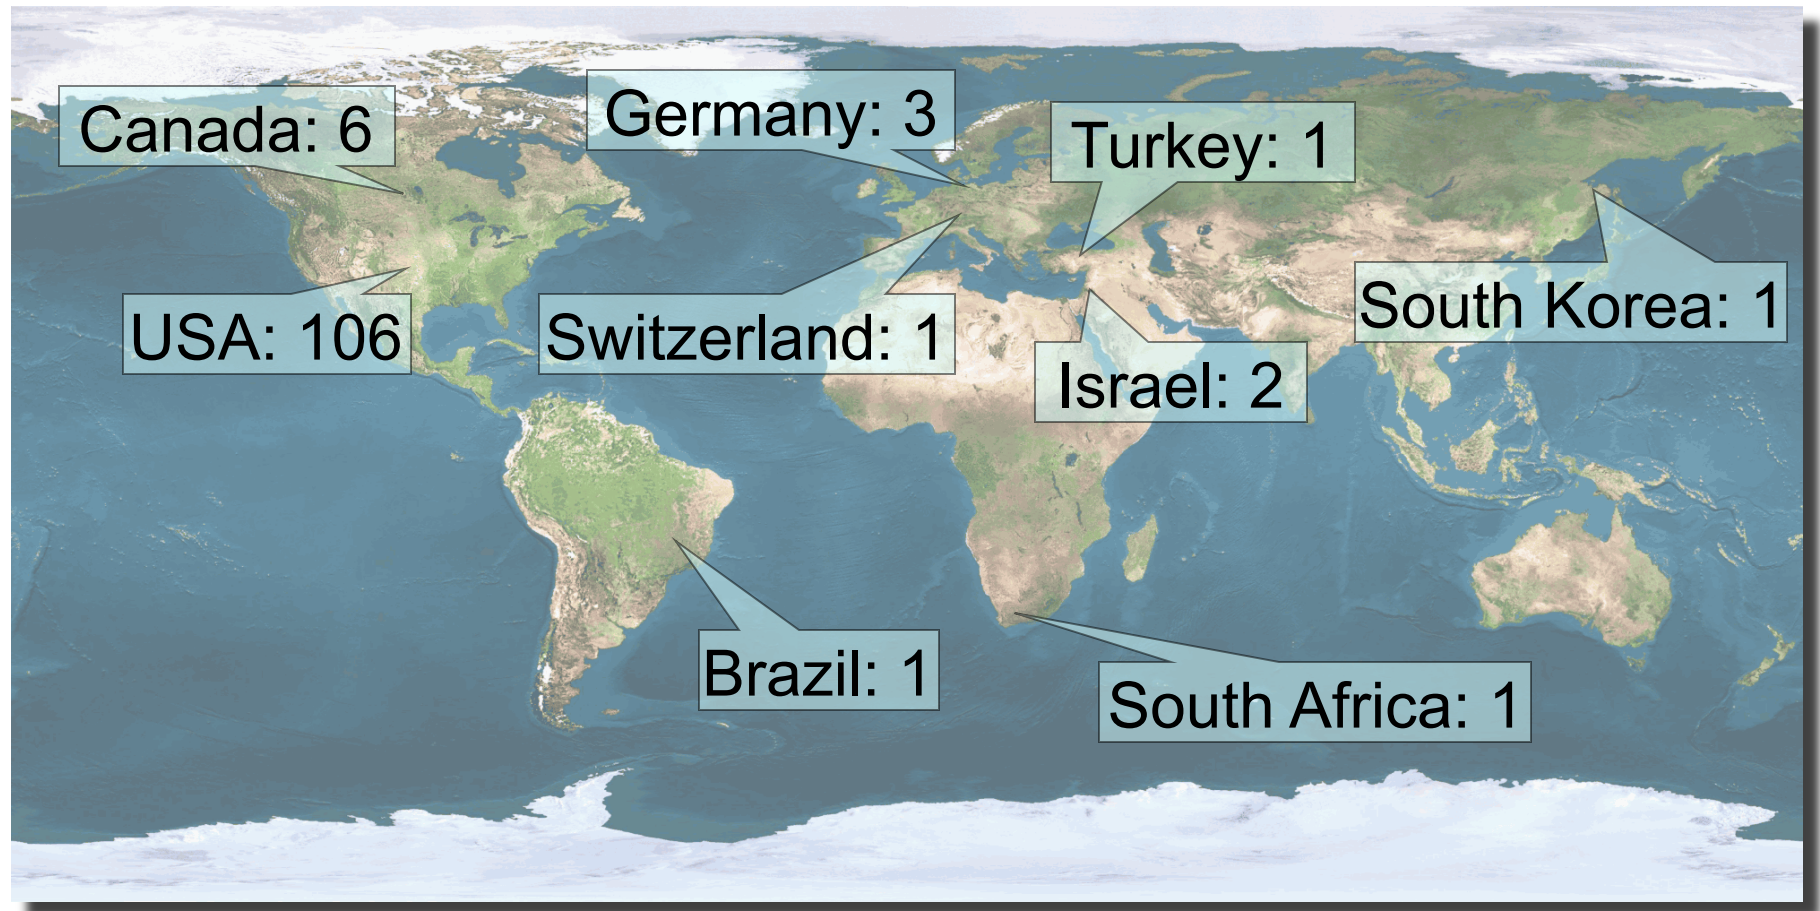 Canada: 6
Germany: 3
Turkey: 1
USA: 106
Switzerland: 1
Israel: 2
South Korea: 1
Brazil: 1
South Africa: 1